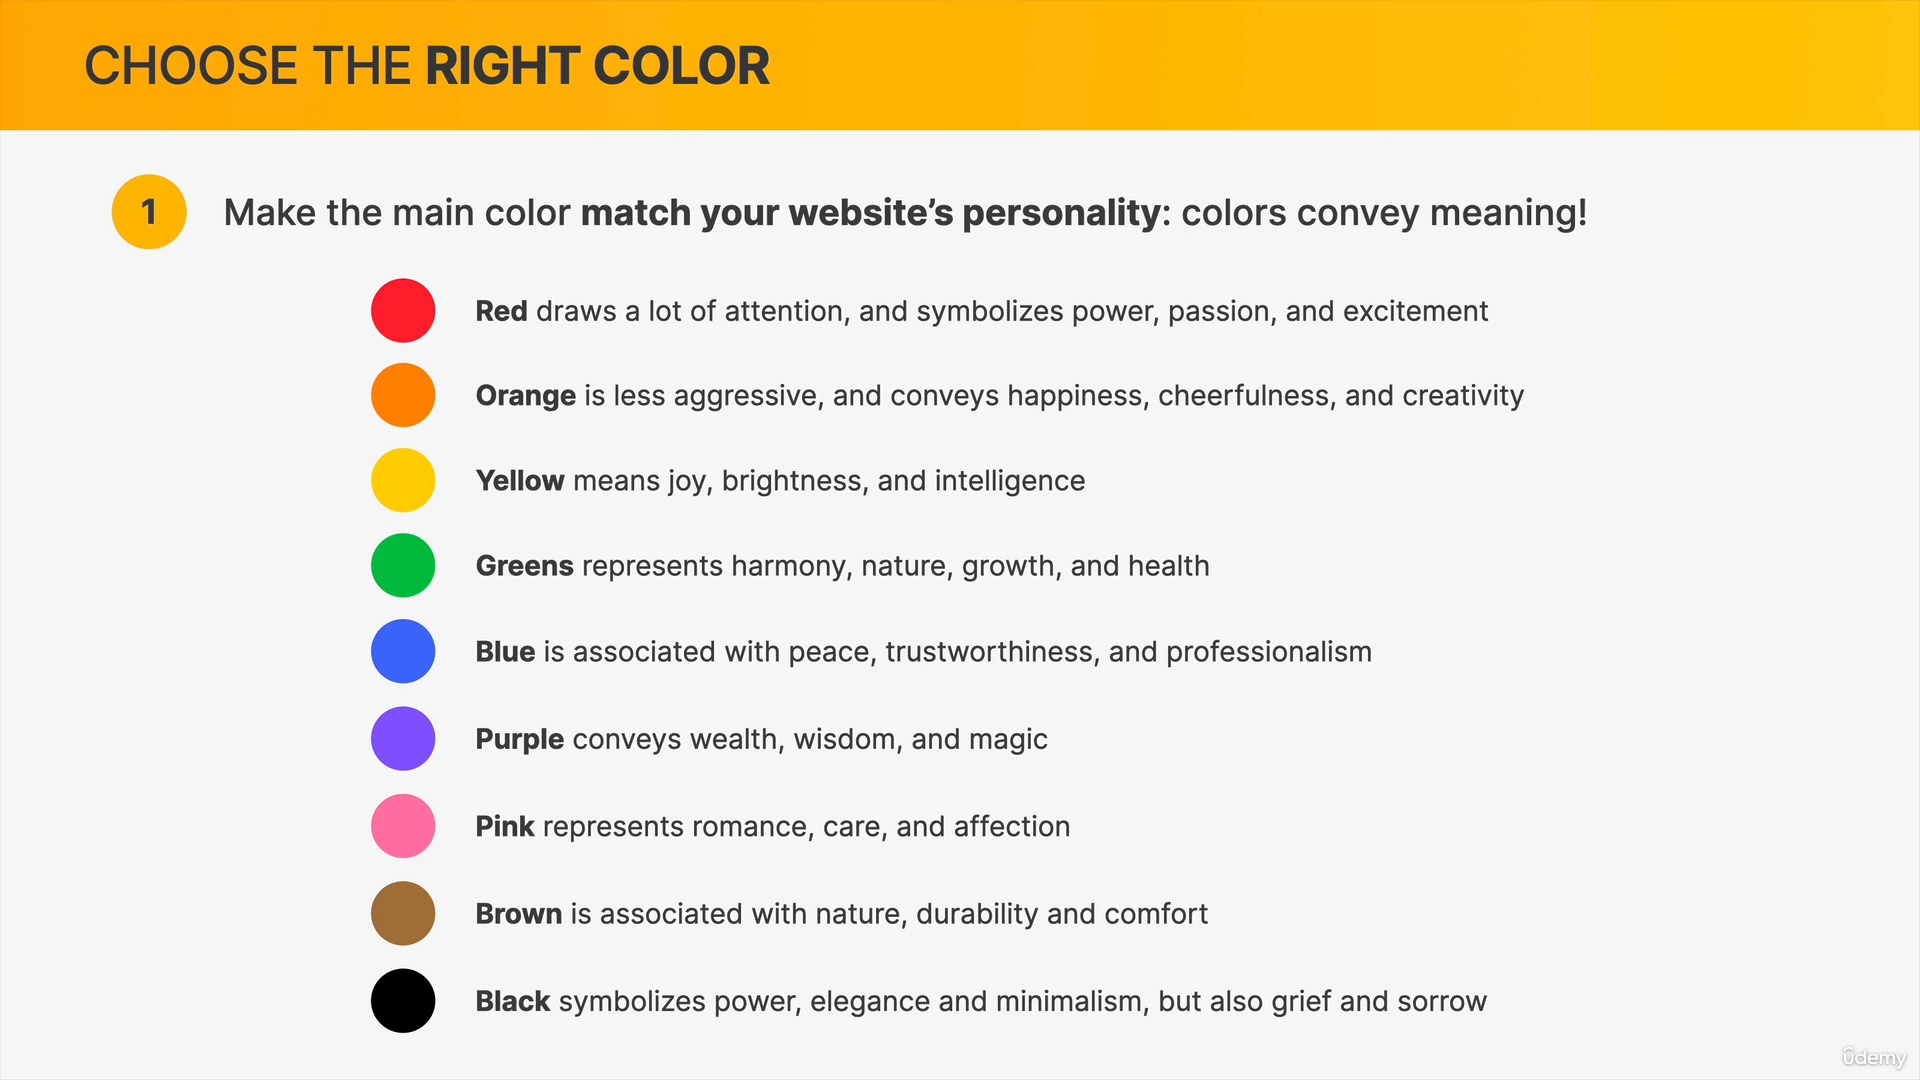 CHOOSE THE RIGHT COLOR
1
Make the main color match your website’s personality: colors convey meaning!
Red draws a lot of attention, and symbolizes power, passion, and excitement
Orange is less aggressive, and conveys happiness, cheerfulness, and creativity
Yellow means joy, brightness, and intelligence
Greens represents harmony, nature, growth, and health
Blue is associated with peace, trustworthiness, and professionalism
Purple conveys wealth, wisdom, and magic
Pink represents romance, care, and affection
Brown is associated with nature, durability and comfort
Black symbolizes power, elegance and minimalism, but also grief and sorrow
ûdemy